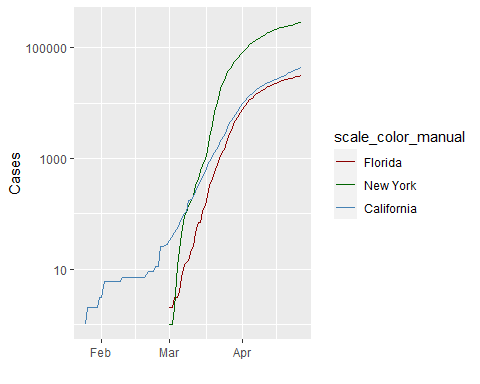 100000
1000
10
Cases
Feb
Mar
Apr
scale_color_manual
Florida
New York
California